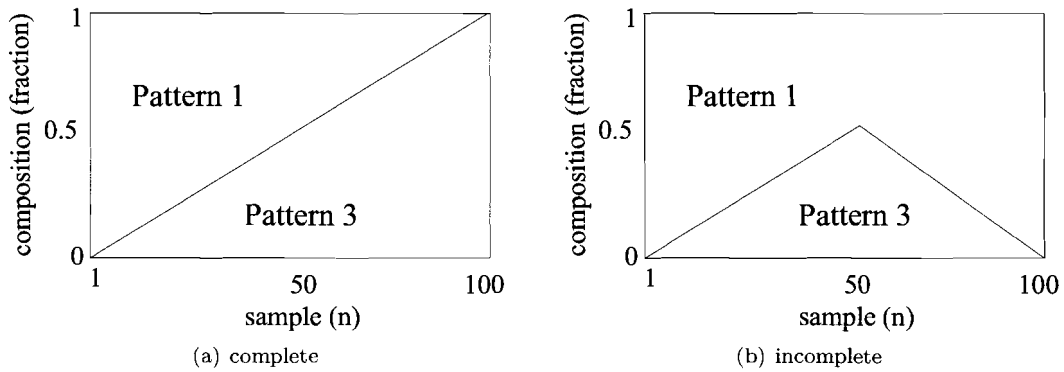 composition (fraction)
1
0.5
0
Pattern 1
Pattern 3
1
50
100
sample (n)
(a) complete
composition (fraction)
1
0.5
0
Pattern 1
Pattern 3
1
50
100
sample (n)
(b) incomplete